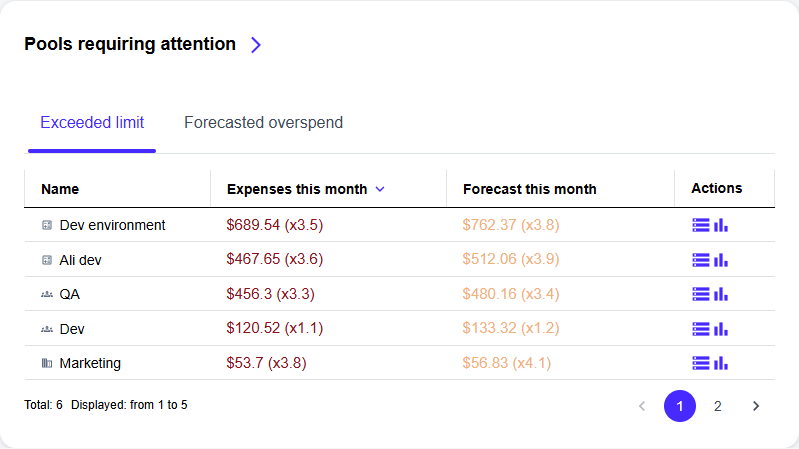 Pools requiring attention
Exceeded limit Forecasted overspend
Name Expenses this month Forecast this month Actions
Dev environment $689.54 (x3.5) $762.37 (x3.8)
Ali dev $467.65 (x3.6) $512.06 (x3.9)
QA $456.3 (x3.3) $480.16 (x3.4)
Dev $120.52 (x1.1) $133.32 (x1.2)
Marketing $53.7 (x3.8) $56.83 (x4.1)
Total: 6 Displayed: from 1 to 5 1 2